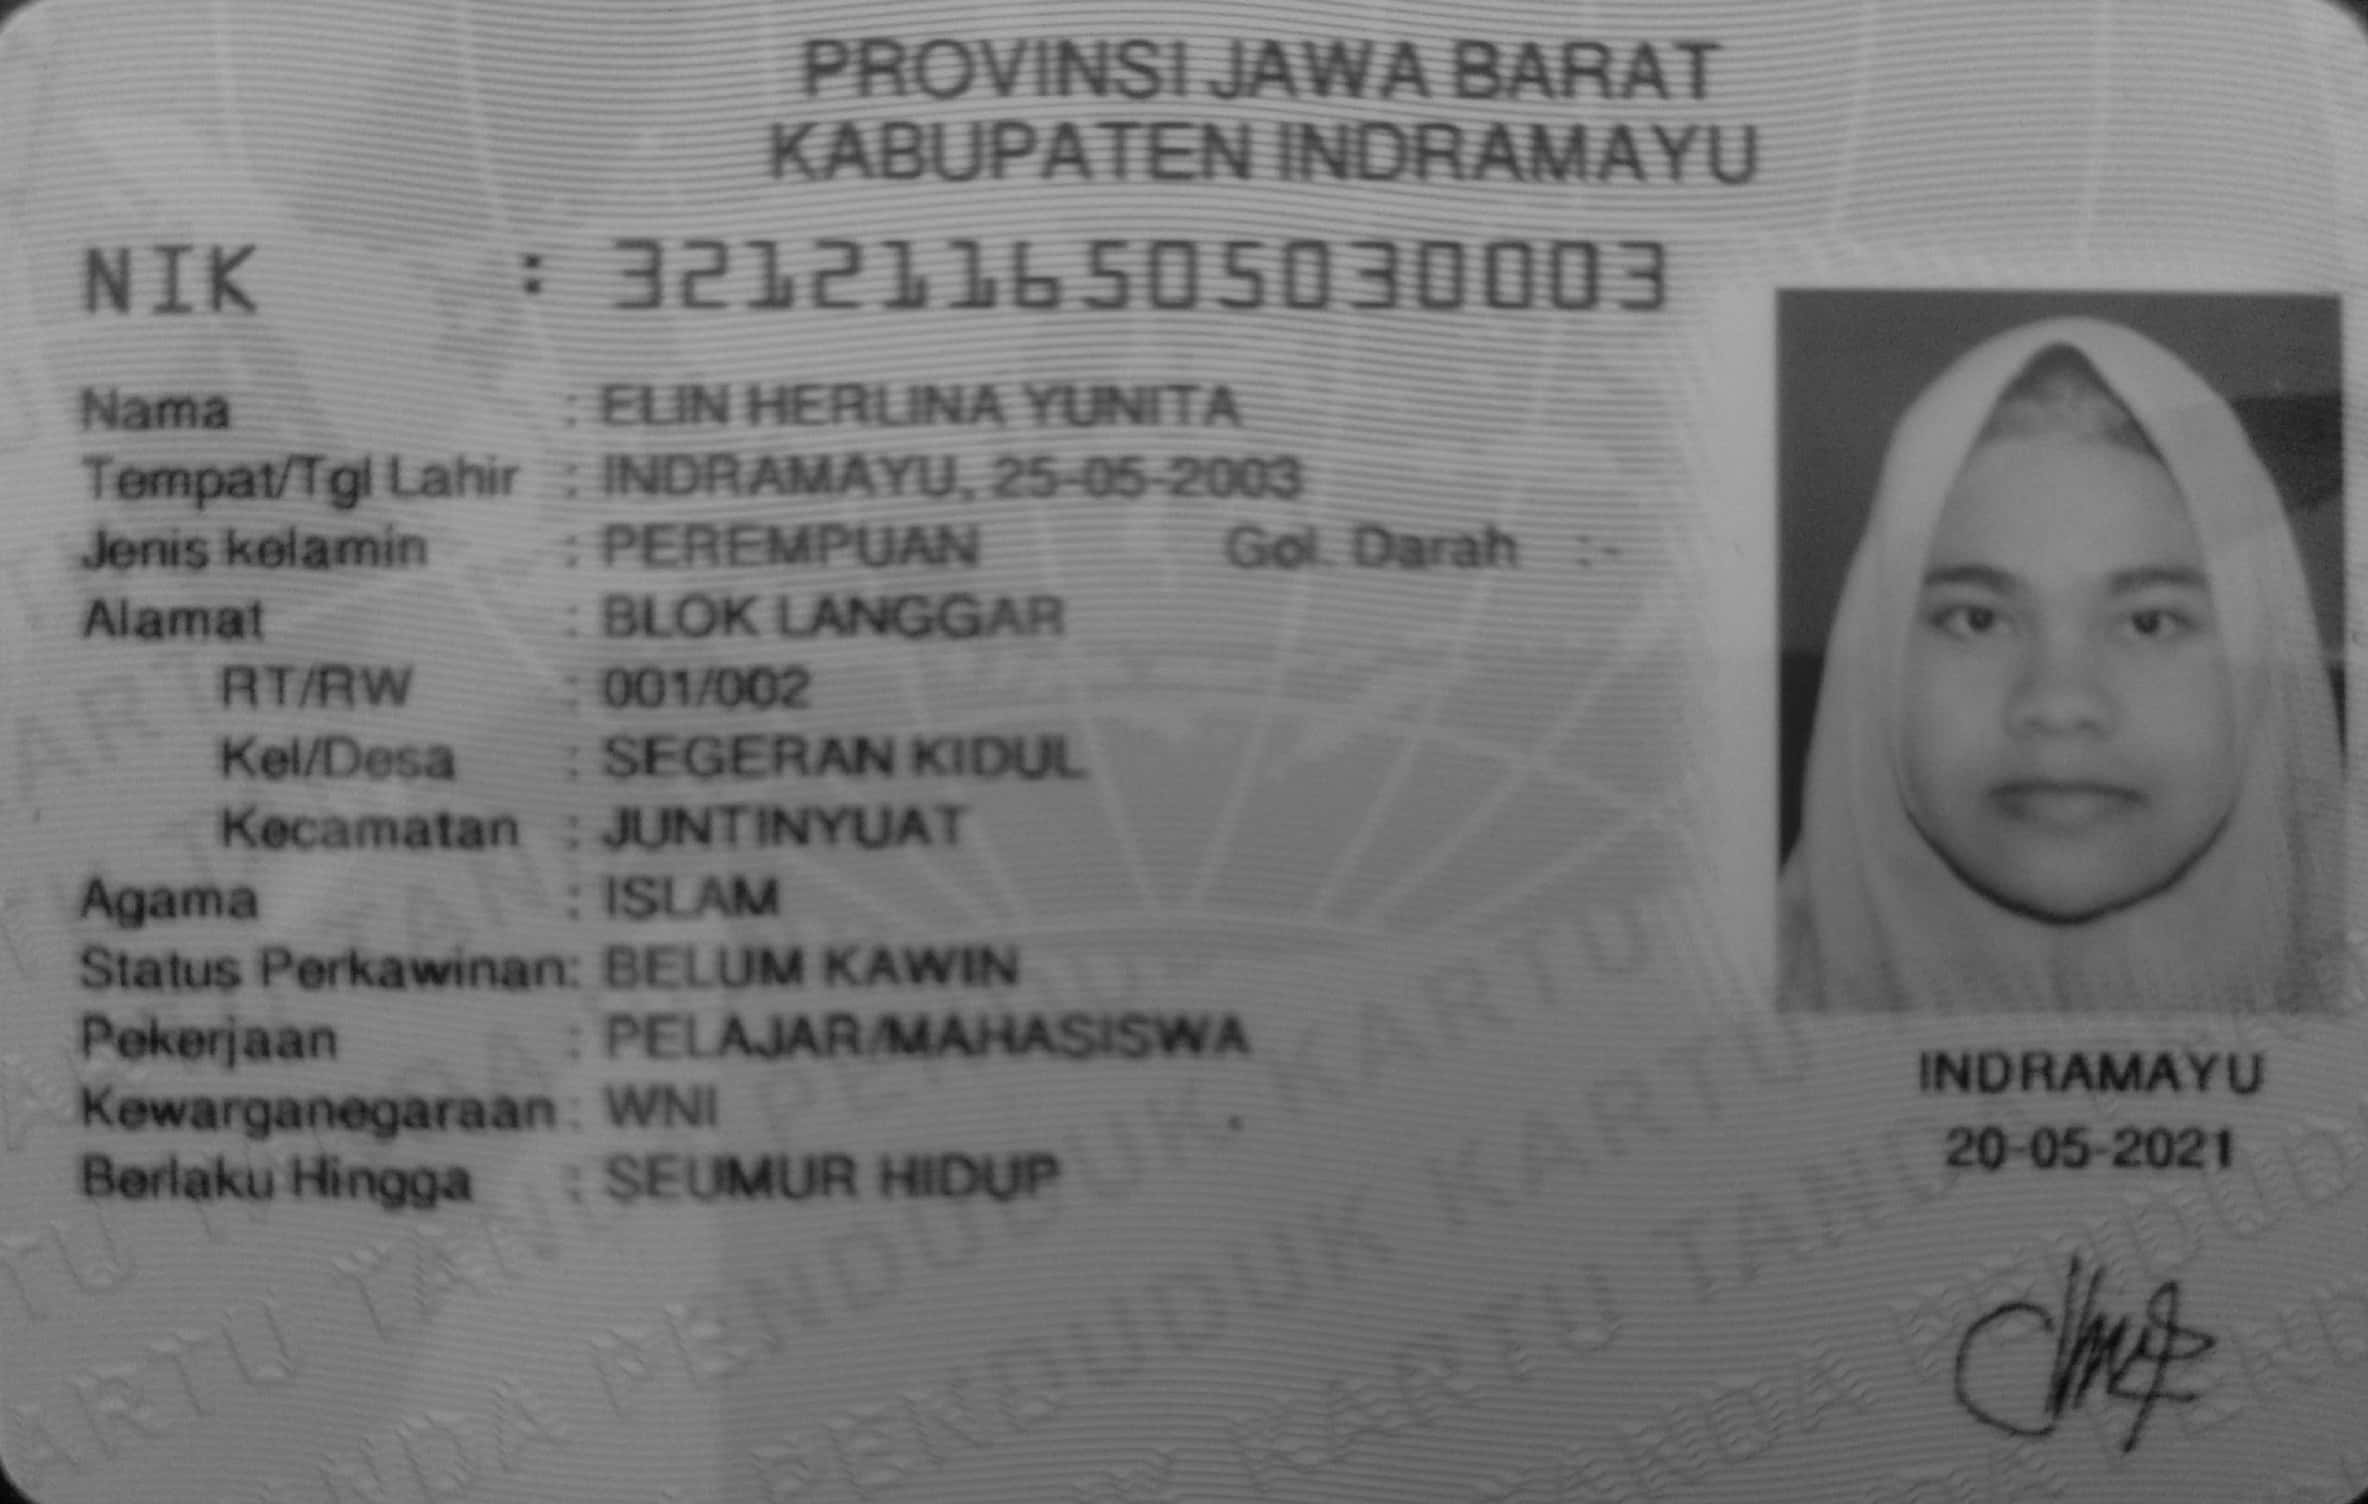 PROVINSI JAWA BARAT
KABUPATEN INDRAMAYU
NIK : 3212116505030003
Nama : ELIN HERLINA YUNITA
Tempat/Tgl Lahir : INDRAMAYU, 25-05-2003
Jenis kelamin : PEREMPUAN Gol. Darah :-
Alamat : BLOK LANGGAR
RT/RW : 001/002
Kel/Desa : SEGERAN KIDUL
Kecamatan : JUNTINYUAT
Agama : ISLAM
Status Perkawinan: BELUM KAWIN
Pekerjaan : PELAJAR/MAHASISWA
Kewarganegaraan : WNI
Berlaku Hingga : SEUMUR HIDUP
INDRAMAYU
20-05-2021